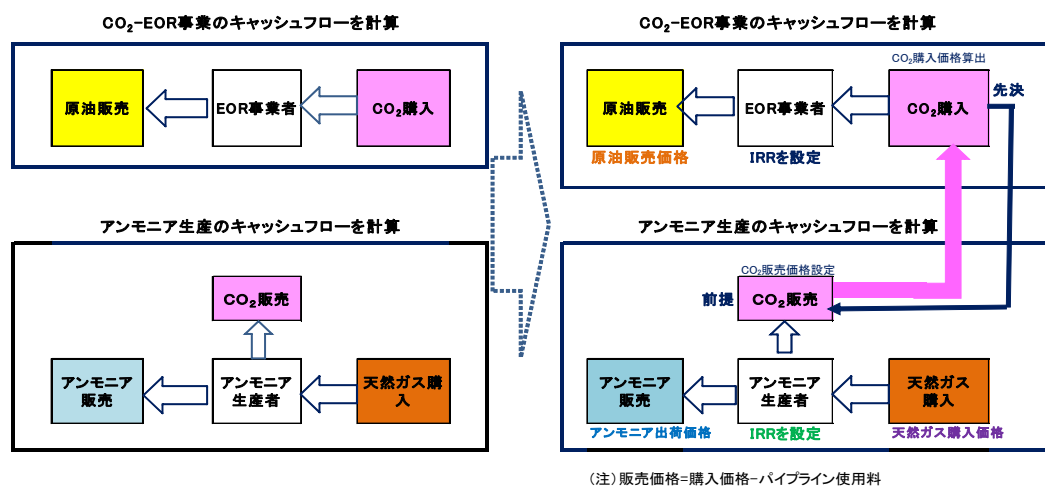 CO₂-EOR事業のキャッシュフローを計算
原油販売
EOR事業者
CO₂購入
アンモニア生産のキャッシュフローを計算
CO₂販売
アンモニア
販売
アンモニア
生産者
天然ガス購
入
CO₂-EOR事業のキャッシュフローを計算
CO₂購入価格算出
原油販売
EOR事業者
CO₂購入
先決
原油販売価格
IRRを設定
アンモニア生産のキャッシュフローを計算
CO₂販売価格設定
前提
CO₂販売
アンモニア
販売
アンモニア
生産者
天然ガス
購入
アンモニア出荷価格
IRRを設定
天然ガス購入価格
(注)販売価格=購入価格-パイプライン使用料